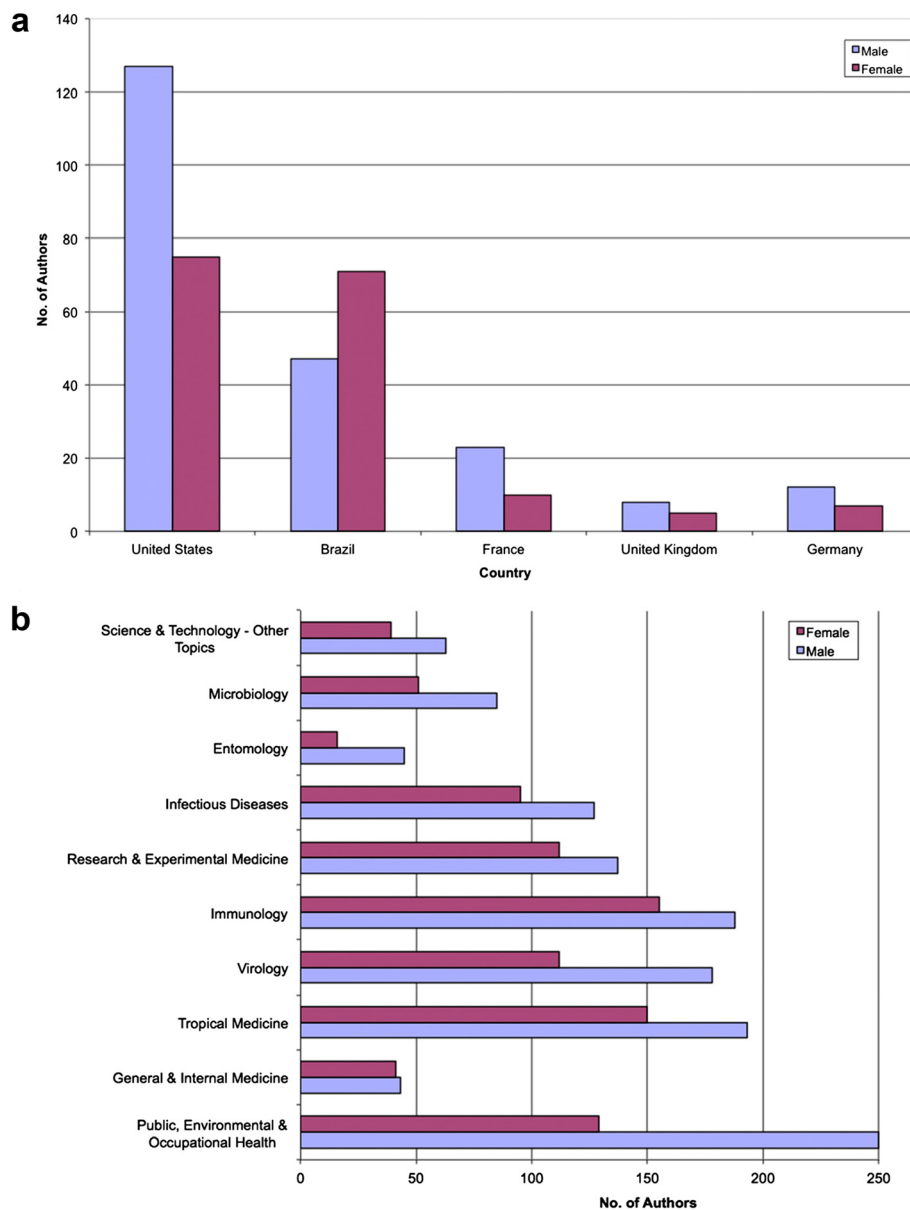 a
140
120
100
80
60
40
20
0
No. of Authors
Male
Female
United States
Brazil
France
United Kingdom
Germany
Country
b
Science & Technology - Other
Topics
Microbiology
Entomology
Infectious Diseases
Research & Experimental Medicine
Immunology
Virology
Tropical Medicine
General & Internal Medicine
Public, Environmental &
Occupational Health
Female
Male
0
50
100
150
200
250
No. of Authors